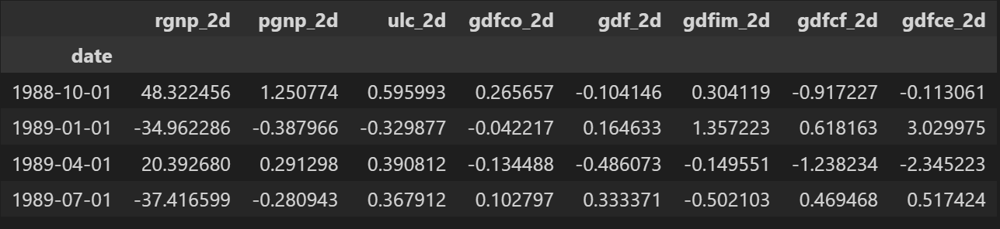 rgnp_2d pgnp_2d ulc_2d gdfco_2d gdf_2d gdfim_2d gdfcf_2d gdfce_2d
date
1988-10-01 48.322456 1.250774 0.595993 0.265657 -0.104146 0.304119 -0.917227 -0.113061
1989-01-01 -34.962286 -0.387966 -0.329877 -0.042217 0.164633 1.357223 0.618163 3.029975
1989-04-01 20.392680 0.291298 0.390812 -0.134488 -0.486073 -0.149551 -1.238234 -2.345223
1989-07-01 -37.416599 -0.280943 0.367912 0.102797 0.333371 -0.502103 0.469468 0.517424